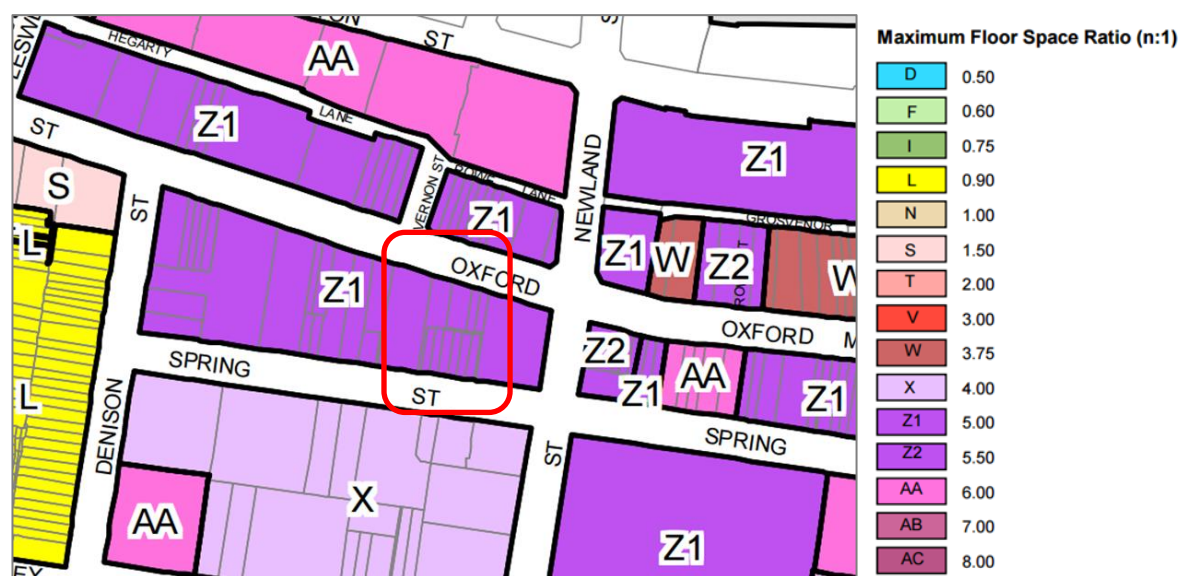 ST
HEGARTY
AA
Maximum Floor Space Ratio (n:1)
D 0.50
F 0.60
I 0.75
L 0.90
N 1.00
S 1.50
T 2.00
V 3.00
W 3.75
X 4.00
Z1 5.00
Z2 5.50
AA 6.00
AB 7.00
AC 8.00
Z1
LANE
ST
S
L
L
ST
VERNON ST
ROWE LANE
Z1
NEWLAND
Z1
GROSVENOR
Z1
W
Z2
W
Z1
OXFORD
OXFORD
SPRING
ST
DENISON
Z2
Z1
AA
Z1
SPRING
ST
X
AA
Z1